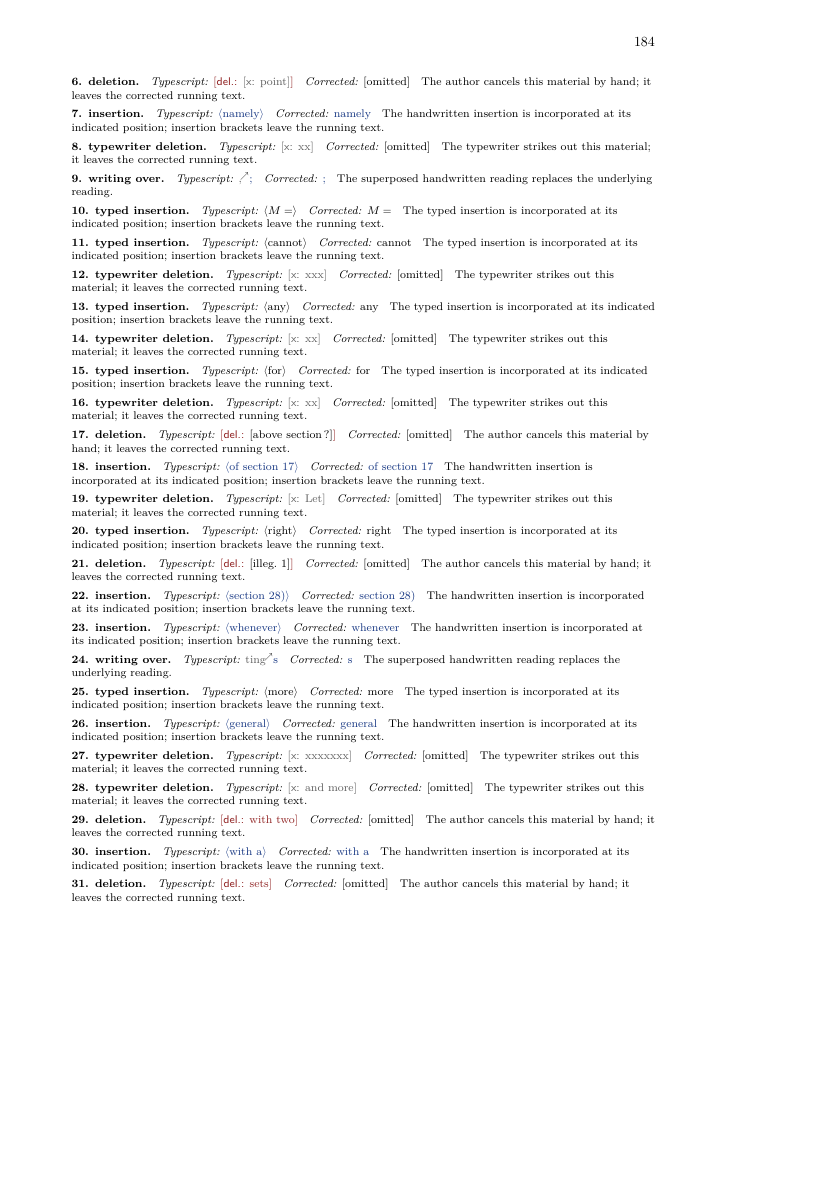 184
6. deletion. Typescript: [del.: [x: point]] Corrected: [omitted] The author cancels this material by hand; it
leaves the corrected running text.
7. insertion. Typescript: ⟨namely⟩ Corrected: namely The handwritten insertion is incorporated at its
indicated position; insertion brackets leave the running text.
8. typewriter deletion. Typescript: [x: xx] Corrected: [omitted] The typewriter strikes out this material;
it leaves the corrected running text.
9. writing over. Typescript: .↗; Corrected: ; The superposed handwritten reading replaces the underlying
reading.
10. typed insertion. Typescript: ⟨M =⟩ Corrected: M = The typed insertion is incorporated at its
indicated position; insertion brackets leave the running text.
11. typed insertion. Typescript: ⟨cannot⟩ Corrected: cannot The typed insertion is incorporated at its
indicated position; insertion brackets leave the running text.
12. typewriter deletion. Typescript: [x: xxx] Corrected: [omitted] The typewriter strikes out this
material; it leaves the corrected running text.
13. typed insertion. Typescript: ⟨any⟩ Corrected: any The typed insertion is incorporated at its indicated
position; insertion brackets leave the running text.
14. typewriter deletion. Typescript: [x: xx] Corrected: [omitted] The typewriter strikes out this
material; it leaves the corrected running text.
15. typed insertion. Typescript: ⟨for⟩ Corrected: for The typed insertion is incorporated at its indicated
position; insertion brackets leave the running text.
16. typewriter deletion. Typescript: [x: xx] Corrected: [omitted] The typewriter strikes out this
material; it leaves the corrected running text.
17. deletion. Typescript: [del.: [above section?]] Corrected: [omitted] The author cancels this material by
hand; it leaves the corrected running text.
18. insertion. Typescript: ⟨of section 17⟩ Corrected: of section 17 The handwritten insertion is
incorporated at its indicated position; insertion brackets leave the running text.
19. typewriter deletion. Typescript: [x: Let] Corrected: [omitted] The typewriter strikes out this
material; it leaves the corrected running text.
20. typed insertion. Typescript: ⟨right⟩ Corrected: right The typed insertion is incorporated at its
indicated position; insertion brackets leave the running text.
21. deletion. Typescript: [del.: [illeg. 1]] Corrected: [omitted] The author cancels this material by hand; it
leaves the corrected running text.
22. insertion. Typescript: ⟨section 28)⟩ Corrected: section 28) The handwritten insertion is incorporated
at its indicated position; insertion brackets leave the running text.
23. insertion. Typescript: ⟨whenever⟩ Corrected: whenever The handwritten insertion is incorporated at
its indicated position; insertion brackets leave the running text.
24. writing over. Typescript: ting↗s Corrected: s The superposed handwritten reading replaces the
underlying reading.
25. typed insertion. Typescript: ⟨more⟩ Corrected: more The typed insertion is incorporated at its
indicated position; insertion brackets leave the running text.
26. insertion. Typescript: ⟨general⟩ Corrected: general The handwritten insertion is incorporated at its
indicated position; insertion brackets leave the running text.
27. typewriter deletion. Typescript: [x: xxxxxxx] Corrected: [omitted] The typewriter strikes out this
material; it leaves the corrected running text.
28. typewriter deletion. Typescript: [x: and more] Corrected: [omitted] The typewriter strikes out this
material; it leaves the corrected running text.
29. deletion. Typescript: [del.: with two] Corrected: [omitted] The author cancels this material by hand; it
leaves the corrected running text.
30. insertion. Typescript: ⟨with a⟩ Corrected: with a The handwritten insertion is incorporated at its
indicated position; insertion brackets leave the running text.
31. deletion. Typescript: [del.: sets] Corrected: [omitted] The author cancels this material by hand; it
leaves the corrected running text.